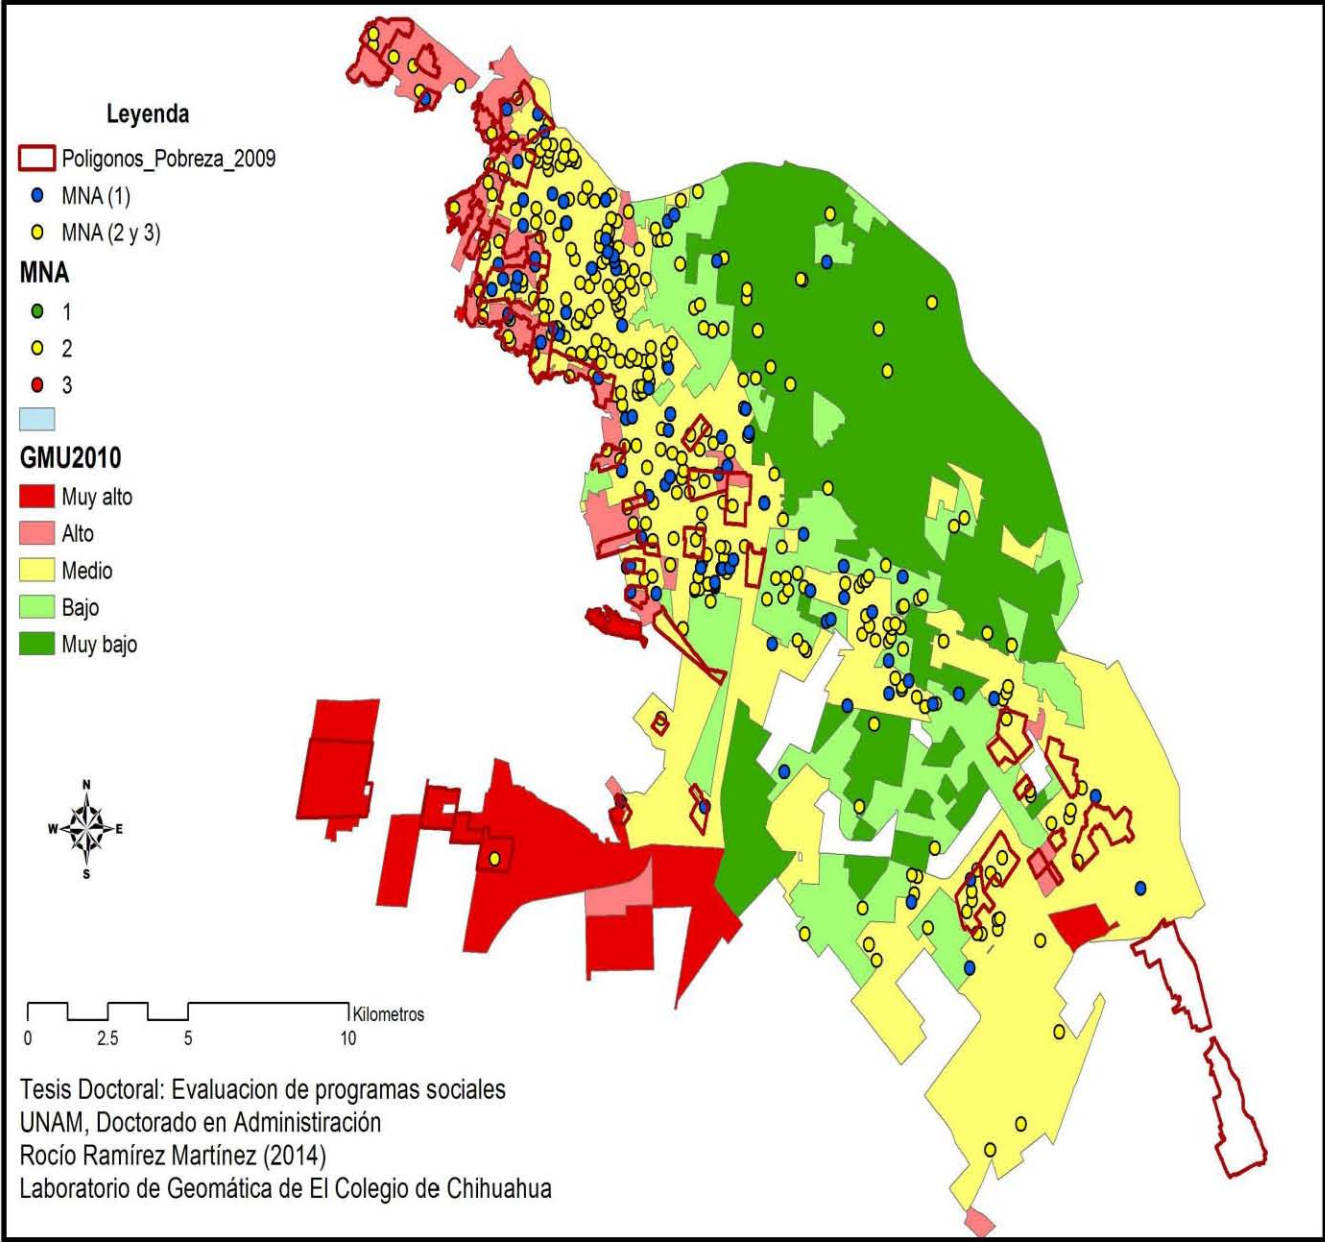 Leyenda
Poligonos_Pobreza_2009
MNA (1)
MNA (2 y 3)
MNA
1
2
3
GMU2010
Muy alto
Alto
Medio
Bajo
Muy bajo
N
W E
S
Kilometros
0 2.5 5 10
Tesis Doctoral: Evaluacion de programas sociales
UNAM, Doctorado en Administiración
Rocío Ramírez Martínez (2014)
Laboratorio de Geomática de El Colegio de Chihuahua